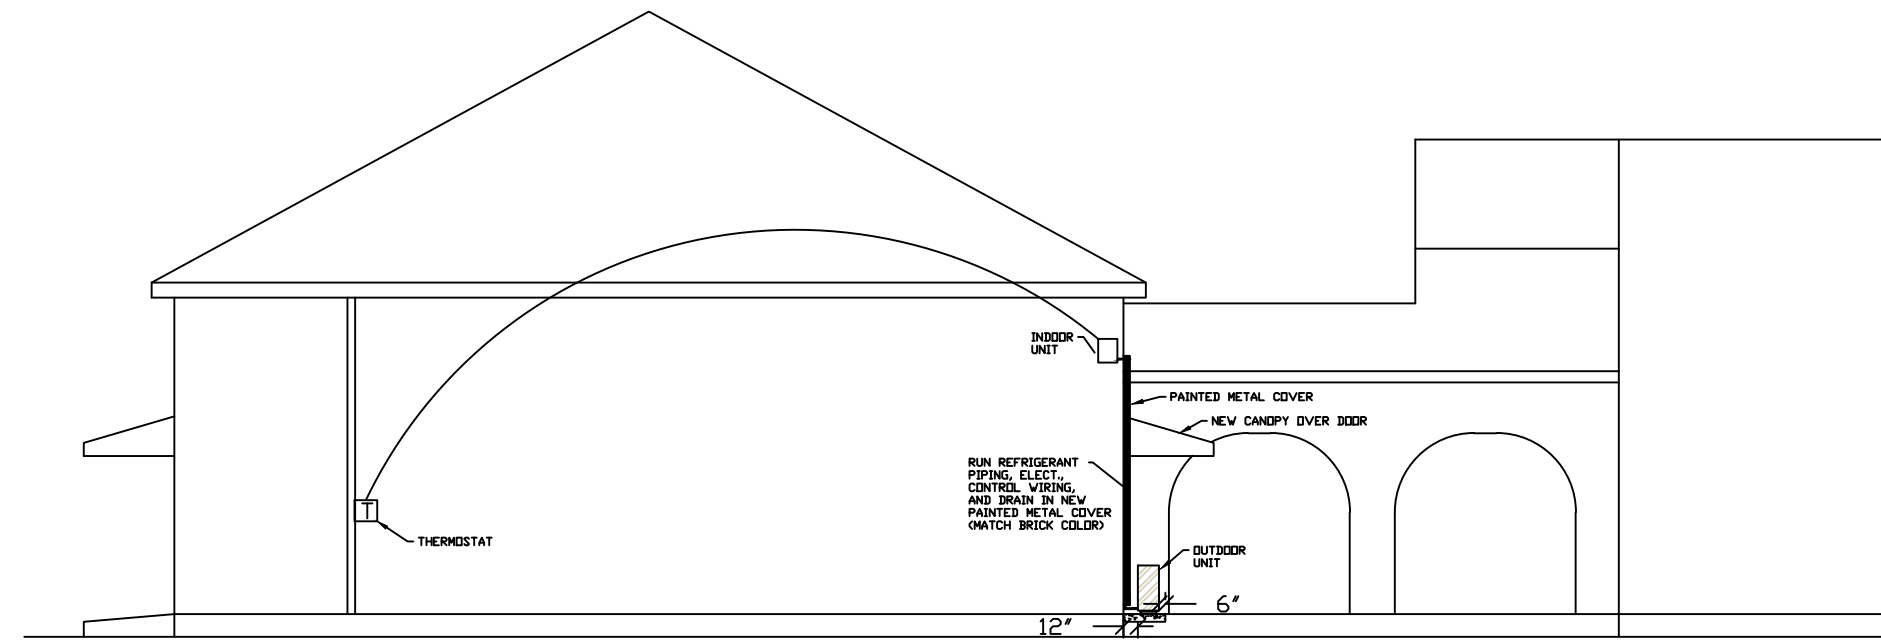 INDOOR
UNIT
PAINTED METAL COVER
NEW CANOPY OVER DOOR
RUN REFRIGERANT
PIPING, ELECT.,
CONTROL WIRING,
AND DRAIN IN NEW
PAINTED METAL COVER
(MATCH BRICK COLOR)
T
THERMOSTAT
OUTDOOR
UNIT
6"
12"